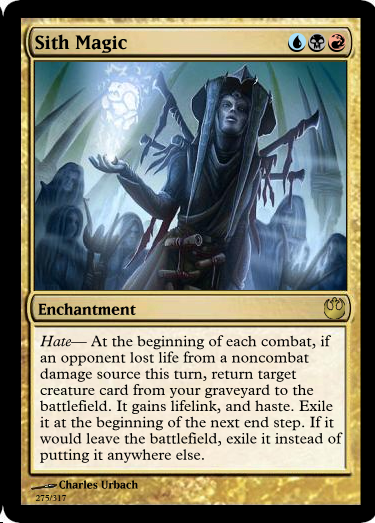 Sith Magic
Enchantment
Hate— At the beginning of each combat, if
an opponent lost life from a noncombat
damage source this turn, return target
creature card from your graveyard to the
battlefield. It gains lifelink, and haste. Exile
it at the beginning of the next end step. If it
would leave the battlefield, exile it instead of
putting it anywhere else.
Charles Urbach
275/317